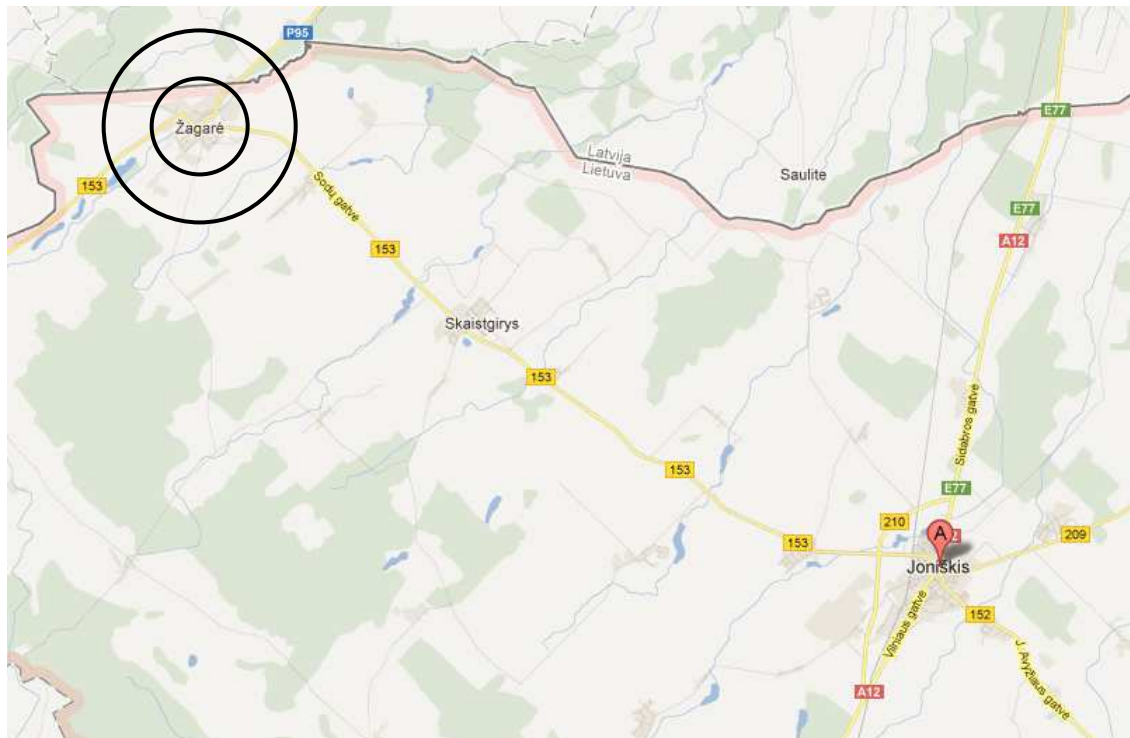 P95
E77
Žagarė
Latvija
Lietuva
Saulite
153
Sodų gatvė
E77
A12
153
Skaistgirys
153
Sidabros gatvė
153
E77
210
A
2
209
153
Joniškis
Vilniaus gatvė
152
J. Avyžiaus gatvė
A12